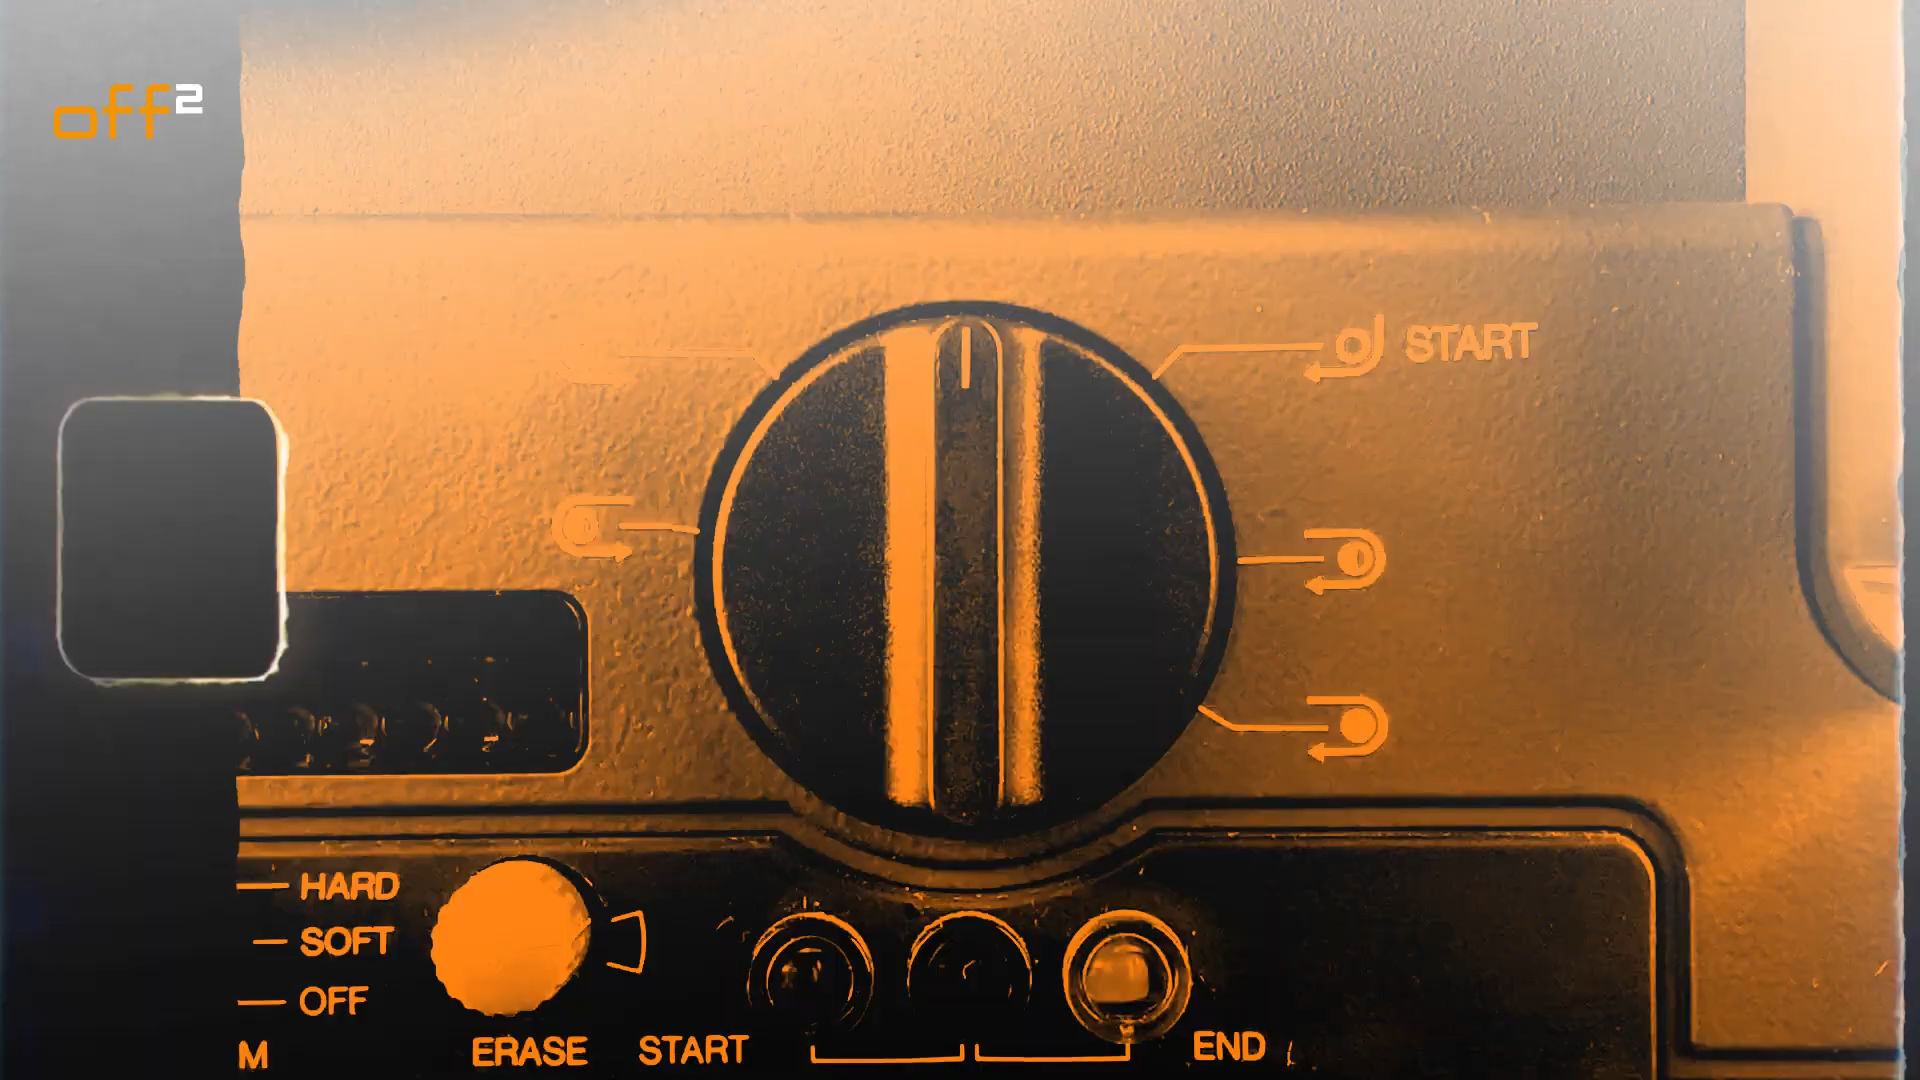 off²
START
HARD
SOFT
OFF
M
ERASE
START
END